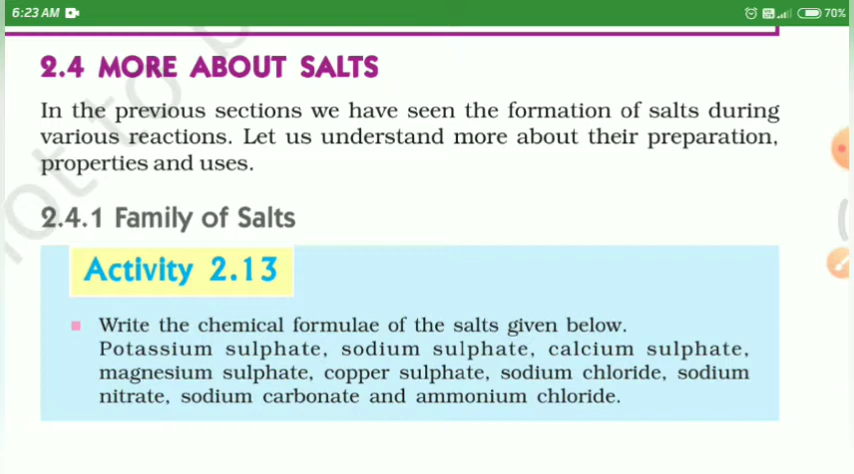 6:23 AM
70%
2.4 MORE ABOUT SALTS
In the previous sections we have seen the formation of salts during
various reactions. Let us understand more about their preparation,
properties and uses.
2.4.1 Family of Salts
Activity 2.13
Write the chemical formulae of the salts given below.
Potassium sulphate, sodium sulphate, calcium sulphate,
magnesium sulphate, copper sulphate, sodium chloride, sodium
nitrate, sodium carbonate and ammonium chloride.
not to b